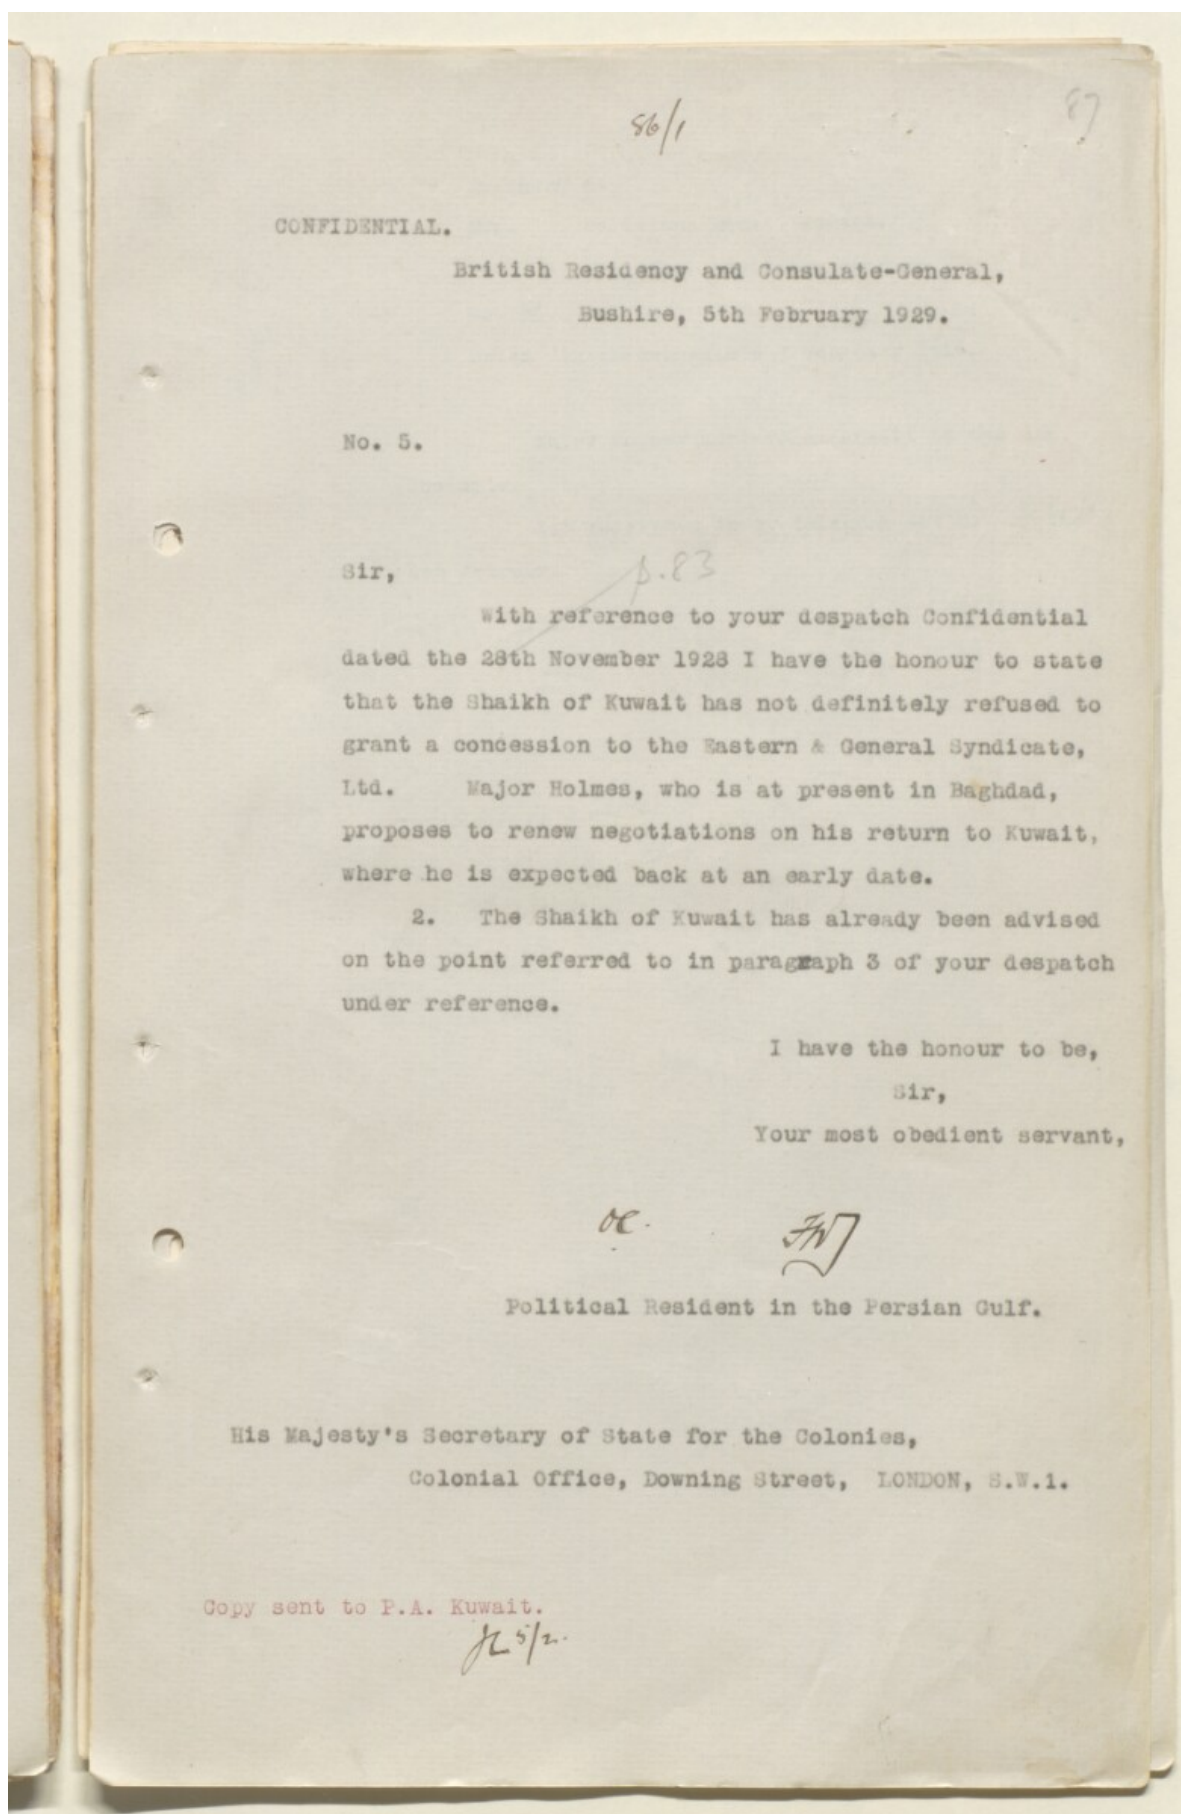 86/1
87
CONFIDENTIAL.
British Residency and Consulate-General,
Bushire, 5th February 1929.
No. 5.
Sir,
p.83
With reference to your despatch Confidential
dated the 28th November 1928 I have the honour to state
that the Shaikh of Kuwait has not definitely refused to
grant a concession to the Eastern & General Syndicate,
Ltd. Major Holmes, who is at present in Baghdad,
proposes to renew negotiations on his return to Kuwait,
where he is expected back at an early date.
2. The Shaikh of Kuwait has already been advised
on the point referred to in paragraph 3 of your despatch
under reference.
I have the honour to be,
Sir,
Your most obedient servant,
Political Resident in the Persian Gulf.
His Majesty's Secretary of State for the Colonies,
Colonial Office, Downing Street, LONDON, S.W.1.
Copy sent to P.A. Kuwait.
5/2.